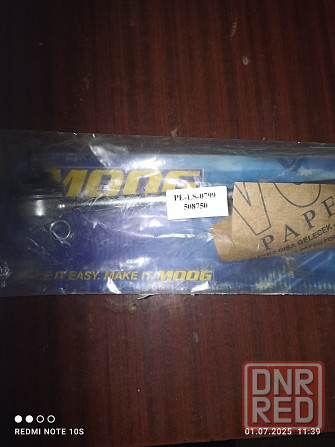 MOOG
PE-LS-0799
508750
PAPE
MAKE IT EASY, MAKE IT MOOG
REDMI NOTE 10S
01.07.2025 11:39
DNR
RED